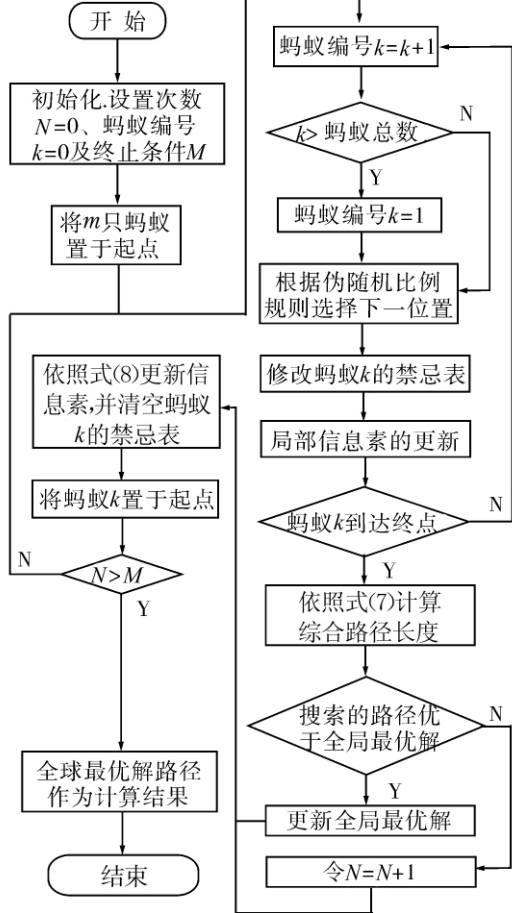 开 始
初始化.设置次数
N=0、蚂蚁编号
k=0及终止条件M
将m只蚂蚁
置于起点
依照式(8)更新信
息素,并清空蚂蚁
k的禁忌表
将蚂蚁k置于起点
N
N>M
Y
全球最优解路径
作为计算结果
结束
蚂蚁编号k=k+1
N
k>蚂蚁总数
Y
蚂蚁编号k=1
根据伪随机比例
规则选择下一位置
修改蚂蚁k的禁忌表
局部信息素的更新
N
蚂蚁k到达终点
Y
依照式(7)计算
综合路径长度
搜索的路径优
N
于全局最优解
Y
更新全局最优解
令N=N+1